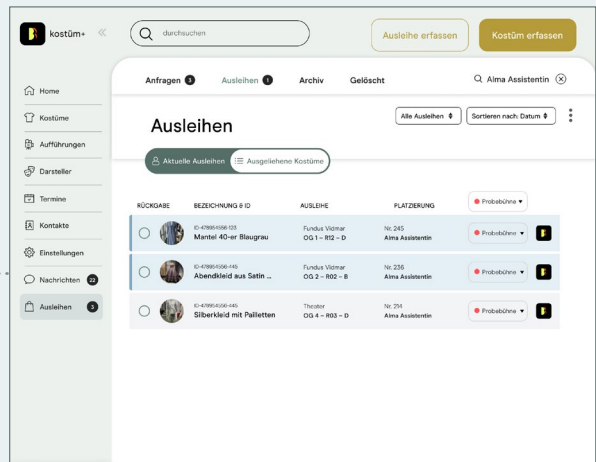 kostüm+
durchsuchen
Ausleihe erfassen
Kostüm erfassen
Home
Kostüme
Aufführungen
Darsteller
Termine
Kontakte
Einstellungen
Nachrichten 22
Ausleihen 3
Anfragen 3
Ausleihen 1
Archiv
Gelöscht
Alma Assistentin
Ausleihen
Alle Ausleihen
Sortieren nach: Datum
Aktuelle Ausleihen
Ausgeliehene Kostüme
RÜCKGABE
BEZEICHNUNG & ID
AUSLEIHE
PLATZIERUNG
Probebühne
ID-478954556-123
Mantel 40-er Blaugrau
Fundus Vidmar
OG 1 – R12 – D
Nr. 245
Alma Assistentin
Probebühne
ID-478954556-445
Abendkleid aus Satin ...
Fundus Vidmar
OG 2 – R02 – B
Nr. 236
Alma Assistentin
Probebühne
ID-478954556-445
Silberkleid mit Pailletten
Theater
OG 4 – R03 – D
Nr. 214
Alma Assistentin
Probebühne